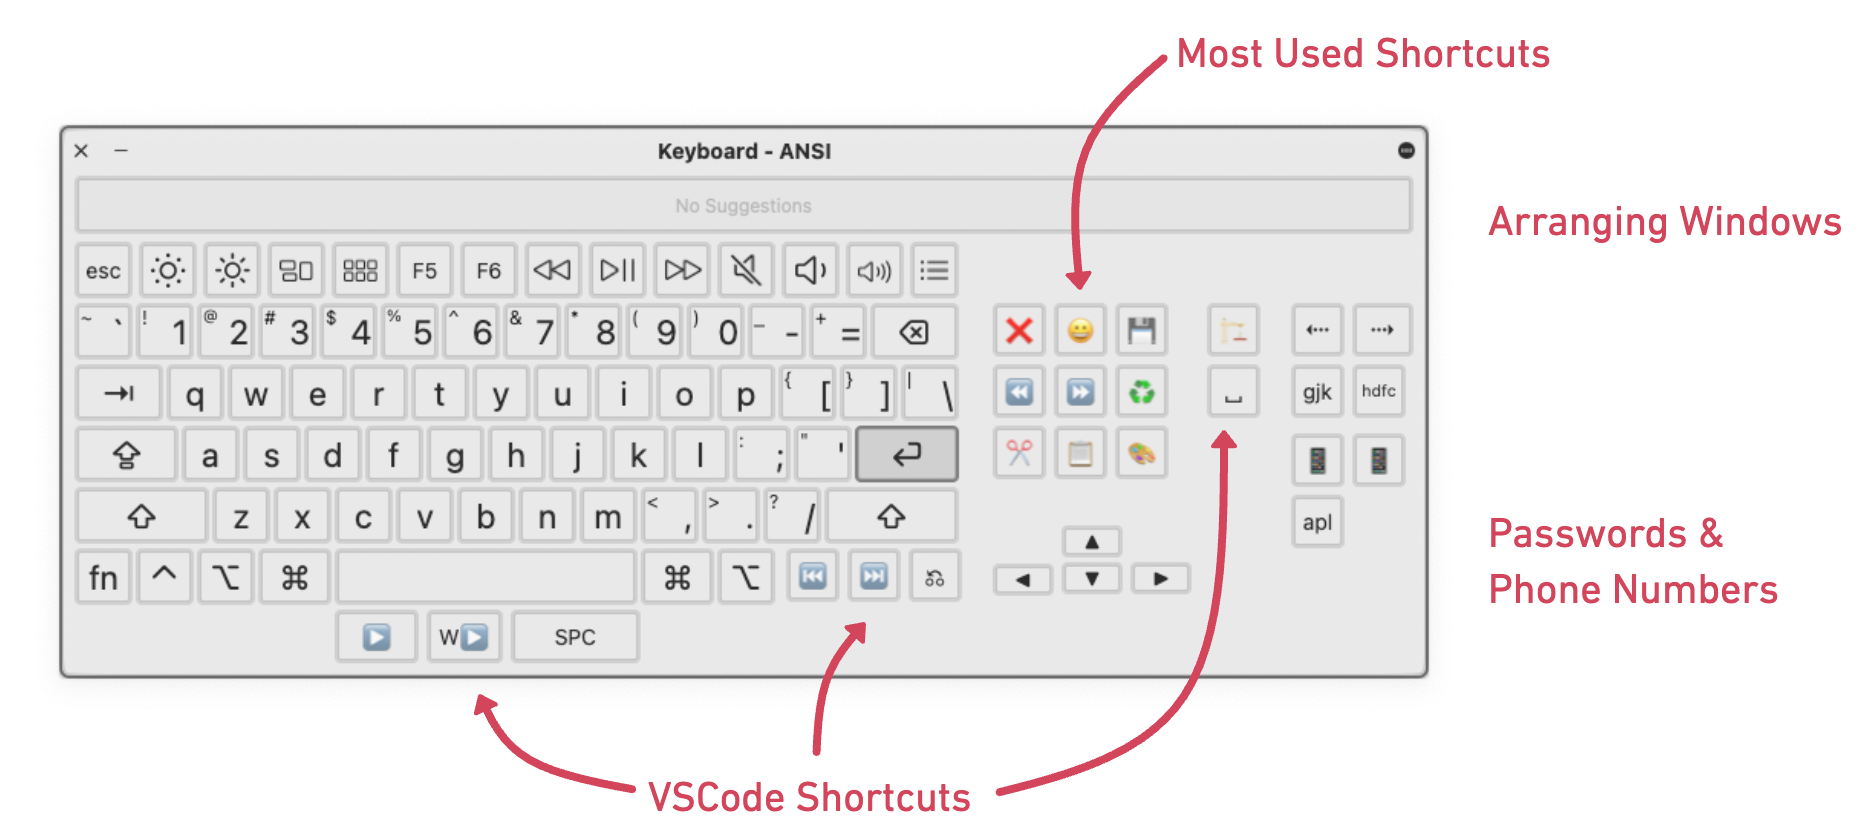 Most Used Shortcuts
Keyboard - ANSI
No Suggestions
Arranging Windows
esc F5 F6
~ ` ! 1 @ 2 # 3 $ 4 % 5 ^ 6 & 7 * 8 ( 9 ) 0 _ - + =
q w e r t y u i o p { [ } ] | \ gjk hdfc
a s d f g h j k l : ; " '
z x c v b n m < , > . ? / apl
fn ^ ⌥ ⌘ ⌘ ⌥
W SPC
Passwords &
Phone Numbers
VSCode Shortcuts